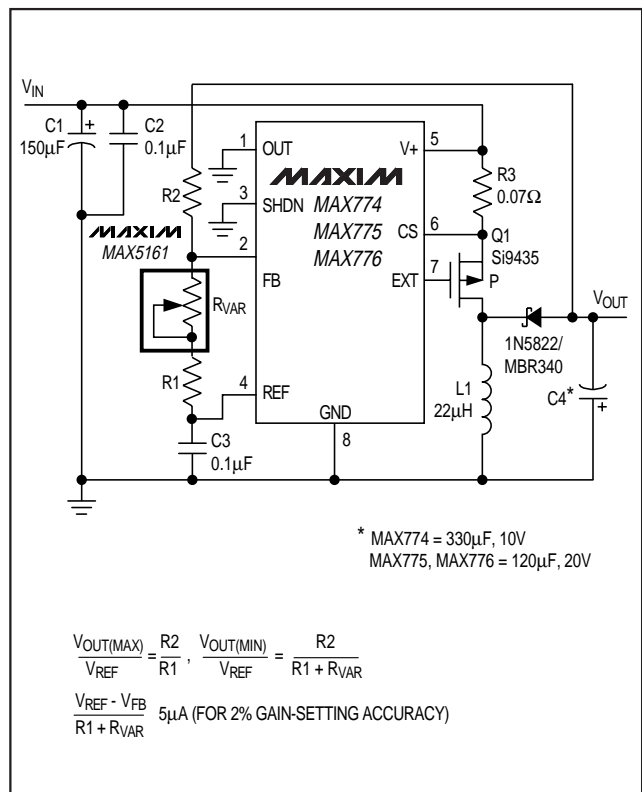 VIN
C1
150µF
+
C2
0.1µF
R2
MAXIM
MAX5161
RVAR
R1
C3
0.1µF
1
OUT
3
SHDN
2
FB
4
REF
MAXIM
MAX774
MAX775
MAX776
GND
8
V+
5
CS
6
EXT
7
R3
0.07Ω
Q1
Si9435
P
VOUT
1N5822/
MBR340
L1
22µH
C4*
+
* MAX774 = 330µF, 10V
MAX775, MAX776 = 120µF, 20V
VOUT(MAX)/VREF = R2/R1 , VOUT(MIN)/VREF = R2/(R1 + RVAR)
(VREF - VFB)/(R1 + RVAR) 5µA (FOR 2% GAIN-SETTING ACCURACY)